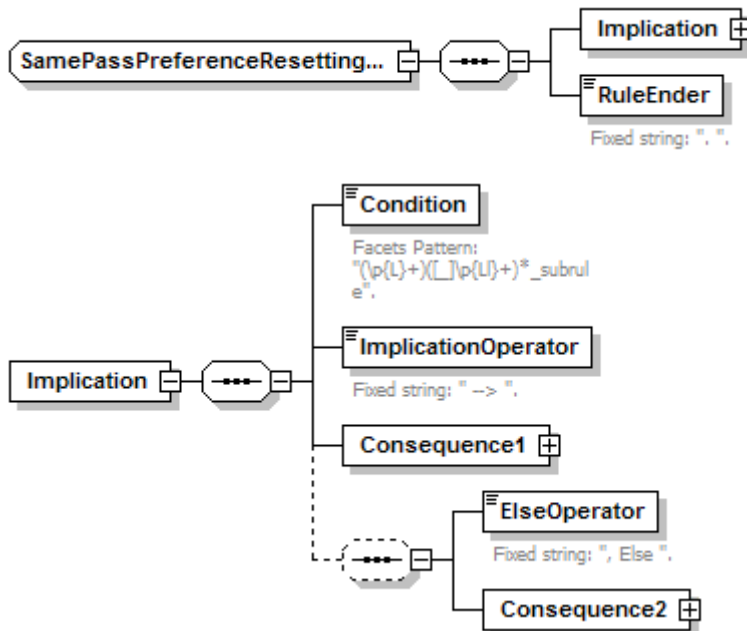 Implication
SamePassPreferenceResetting...
RuleEnder
Fixed string: ". ".
Condition
Facets Pattern:
"(\p{L}+)([_]\p{Ll}+)*_subrul
e".
ImplicationOperator
Fixed string: " --> ".
Implication
Consequence1
ElseOperator
Fixed string: ", Else ".
Consequence2